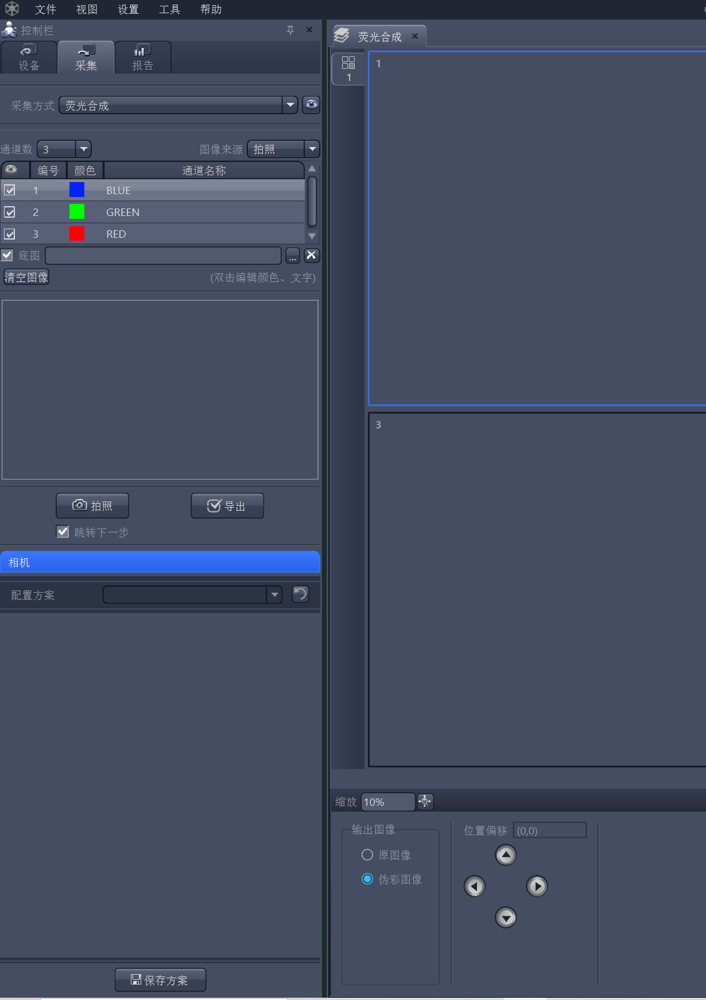 文件 视图 设置 工具 帮助
控制栏
设备 采集 报告
采集方式 荧光合成
通道数 3 图像来源 拍照
编号 颜色 通道名称
1 BLUE
2 GREEN
3 RED
底图 ...
清空图像 (双击编辑颜色、文字)
拍照 导出
跳转下一步
相机
配置方案
保存方案
荧光合成
1
1
3
缩放 10%
输出图像
原图像
伪彩图像
位置偏移 (0,0)